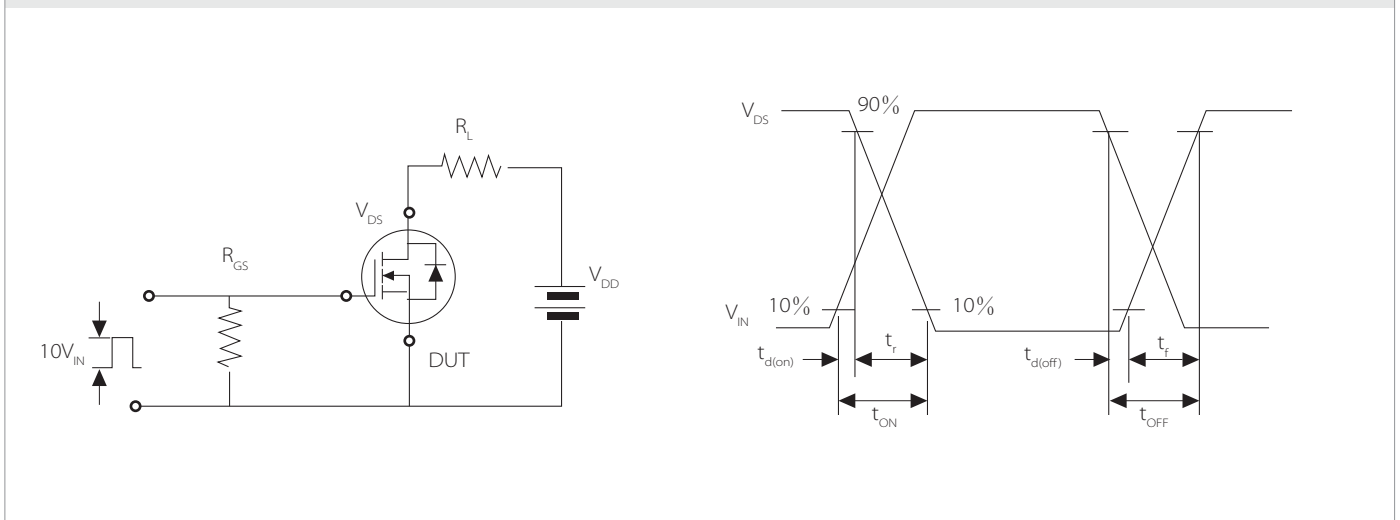 R_L
V_DS
R_GS
V_DD
10V_IN
DUT
V_DS
90%
V_IN
10%
10%
t_d(on)
t_r
t_d(off)
t_f
t_ON
t_OFF